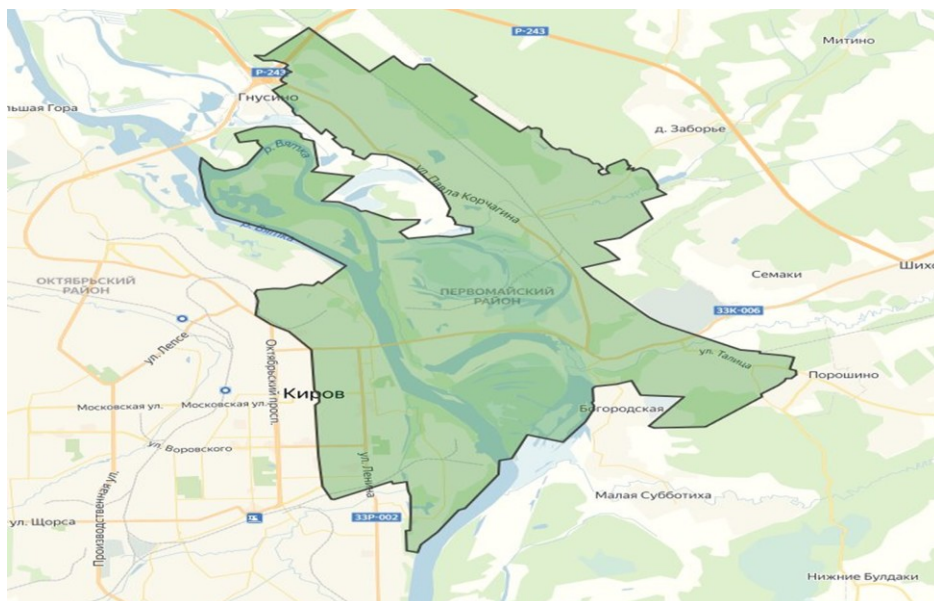 Р-243
Митино
Р-243
Гнусино
льшая Гора
д. Заборье
р. Вятка
ул. Павла Корчагина
р. Вятка
Шихо
Семаки
ОКТЯБРЬСКИЙ
РАЙОН
ПЕРВОМАЙСКИЙ
РАЙОН
33К-006
ул. Лепсе
Октябрьский просп.
ул. Талица
Порошино
Киров
Московская ул.
Московская ул.
Богородская
ул. Воровского
ул. Ленина
Производственная ул.
Малая Субботиха
ул. Щорса
33Р-002
Нижние Булдаки